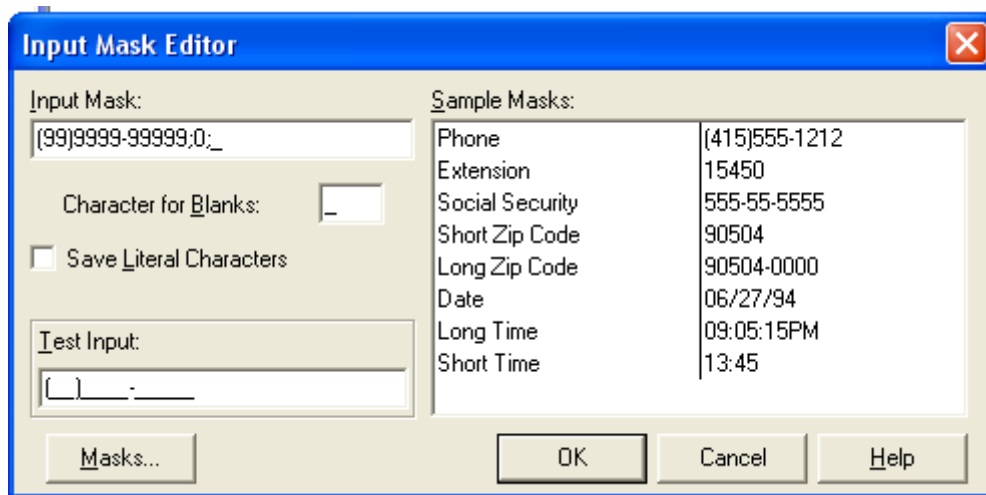 Input Mask Editor
Input Mask:
(99)9999-99999;0;_
Character for Blanks: _
Save Literal Characters
Test Input:
(__)____-_____
Masks...
Sample Masks:
Phone (415)555-1212
Extension 15450
Social Security 555-55-5555
Short Zip Code 90504
Long Zip Code 90504-0000
Date 06/27/94
Long Time 09:05:15PM
Short Time 13:45
OK Cancel Help